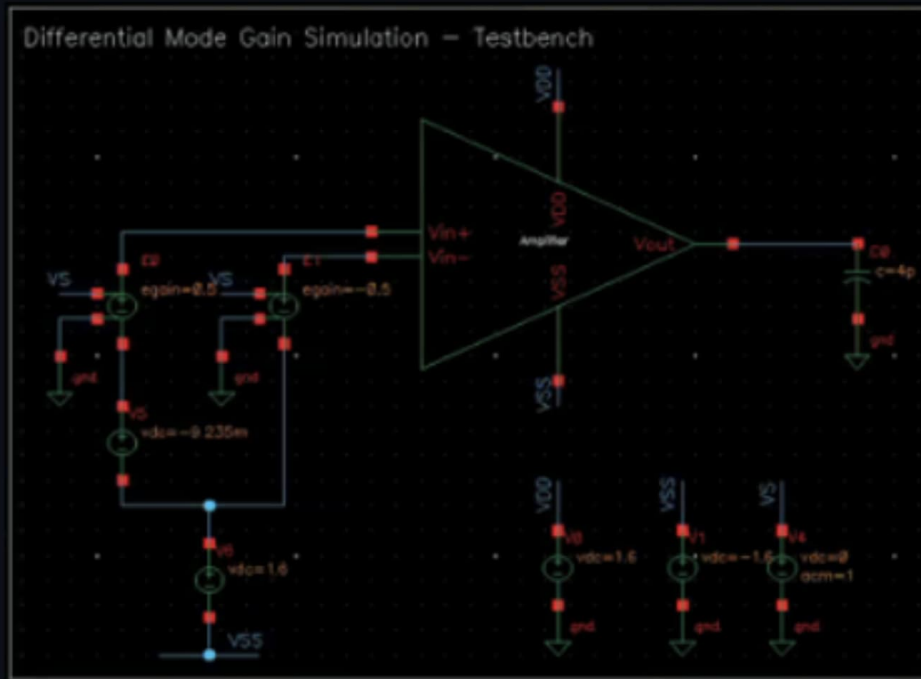 Differential Mode Gain Simulation - Testbench
VDD
VDD
Vin+
Amplifier
Vout
Vin-
E0
VS
egain=0.5
E1
VS
egain=-0.5
C0
c=4p
VSS
gnd
gnd
gnd
VSS
V5
vdc=-9.235m
VDD
VSS
VS
V6
vdc=1.6
V0
vdc=1.6
V1
vdc=-1.6
V4
vdc=0
acm=1
gnd
gnd
gnd
VSS